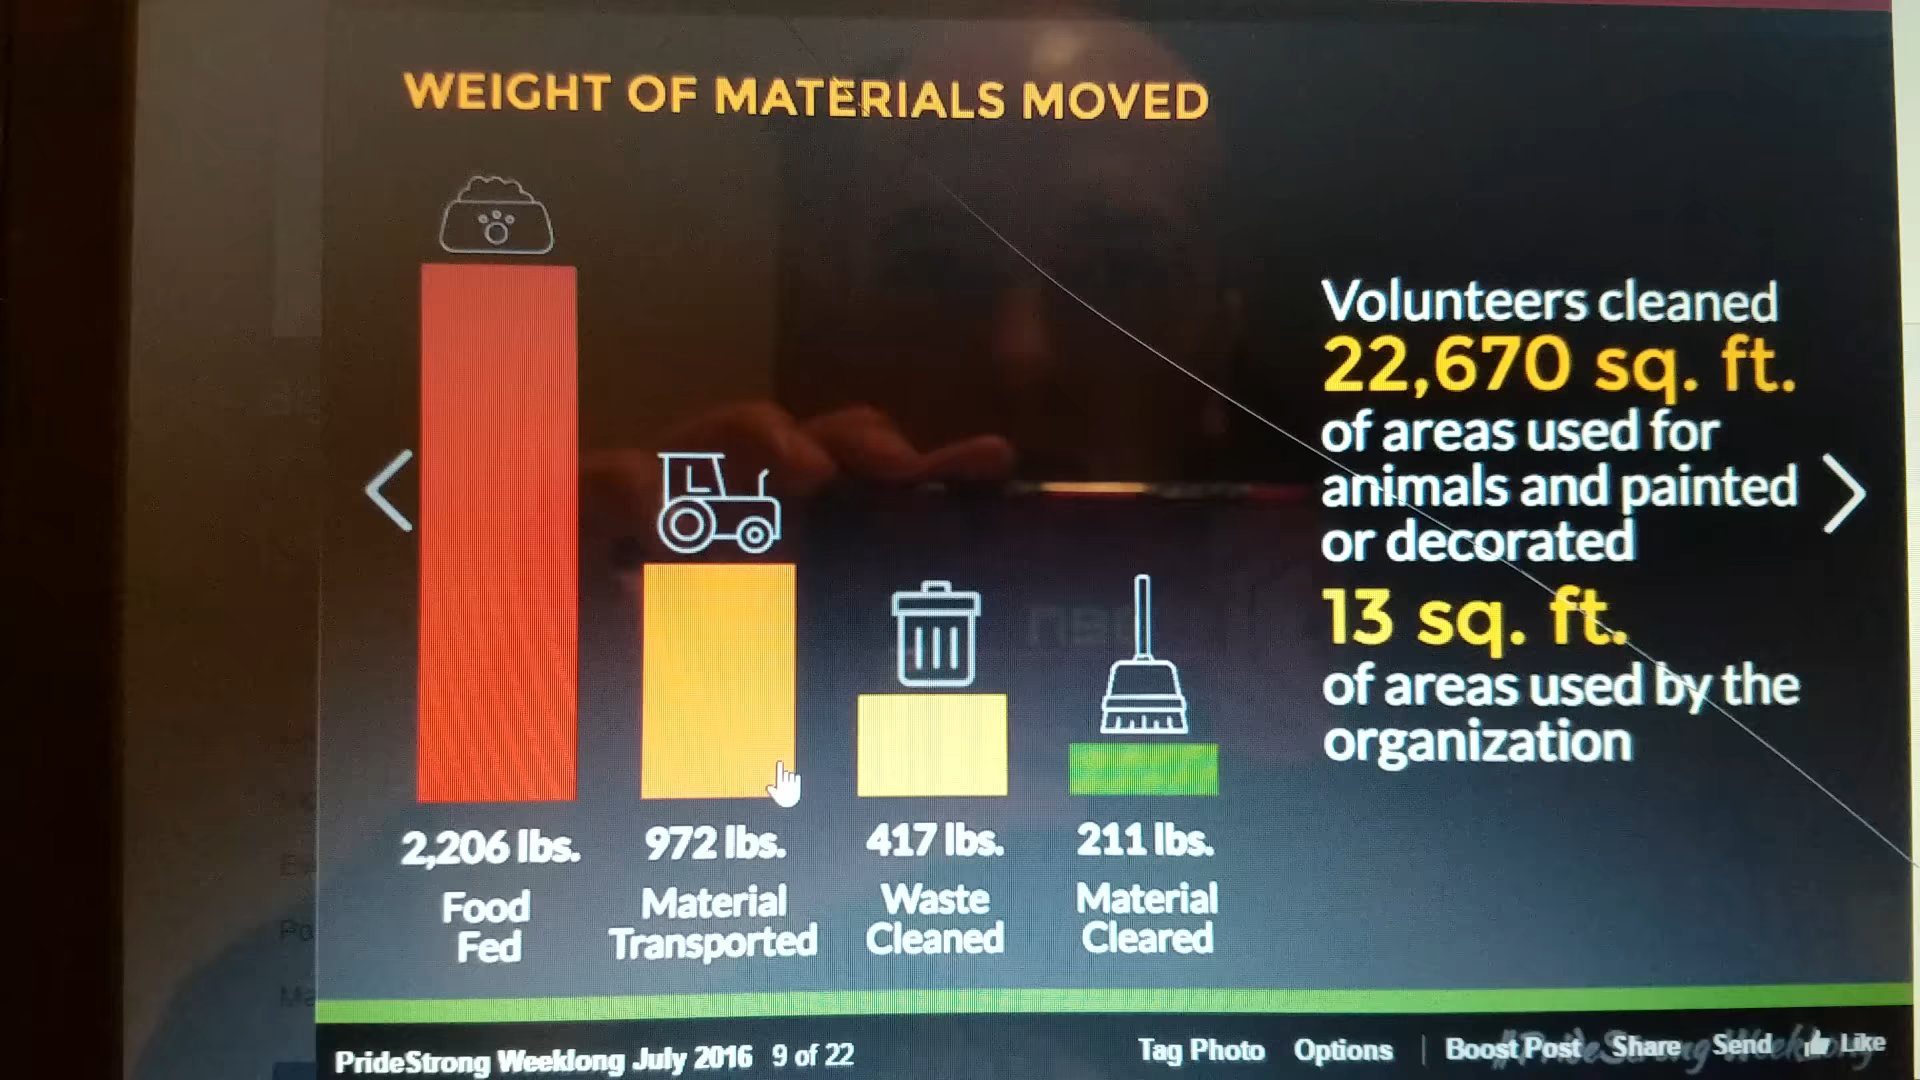 WEIGHT OF MATERIALS MOVED
Volunteers cleaned
22,670 sq. ft.
of areas used for
animals and painted
or decorated
13 sq. ft.
of areas used by the
organization
2,206 lbs.
Food
Fed
972 lbs.
Material
Transported
417 lbs.
Waste
Cleaned
211 lbs.
Material
Cleared
PrideStrong Weeklong July 2016 9 of 22
Tag Photo Options Boost Post Share Send Like
#PrideStrongWeeklong